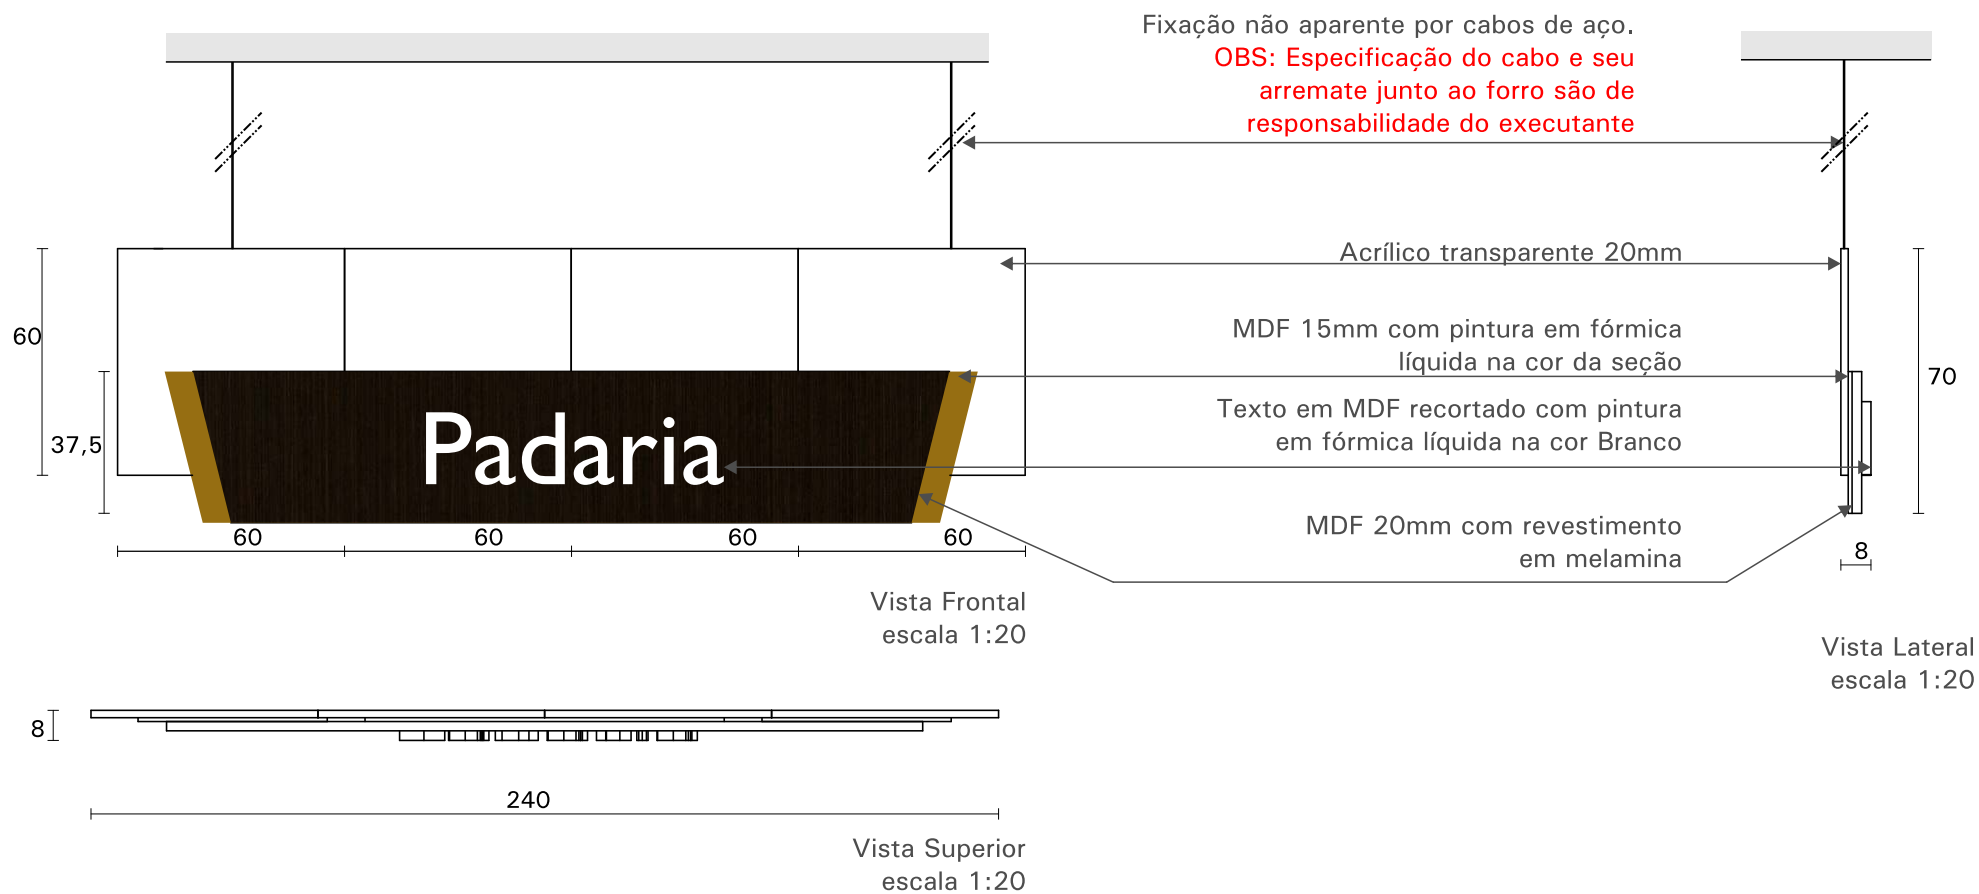 Fixação não aparente por cabos de aço.
OBS: Especificação do cabo e seu
arremate junto ao forro são de
responsabilidade do executante
Acrílico transparente 20mm
MDF 15mm com pintura em fórmica
líquida na cor da seção
Texto em MDF recortado com pintura
em fórmica líquida na cor Branco
MDF 20mm com revestimento
em melamina
60
37,5
Padaria
60
60
60
60
70
8
Vista Frontal
escala 1:20
Vista Lateral
escala 1:20
8
240
Vista Superior
escala 1:20